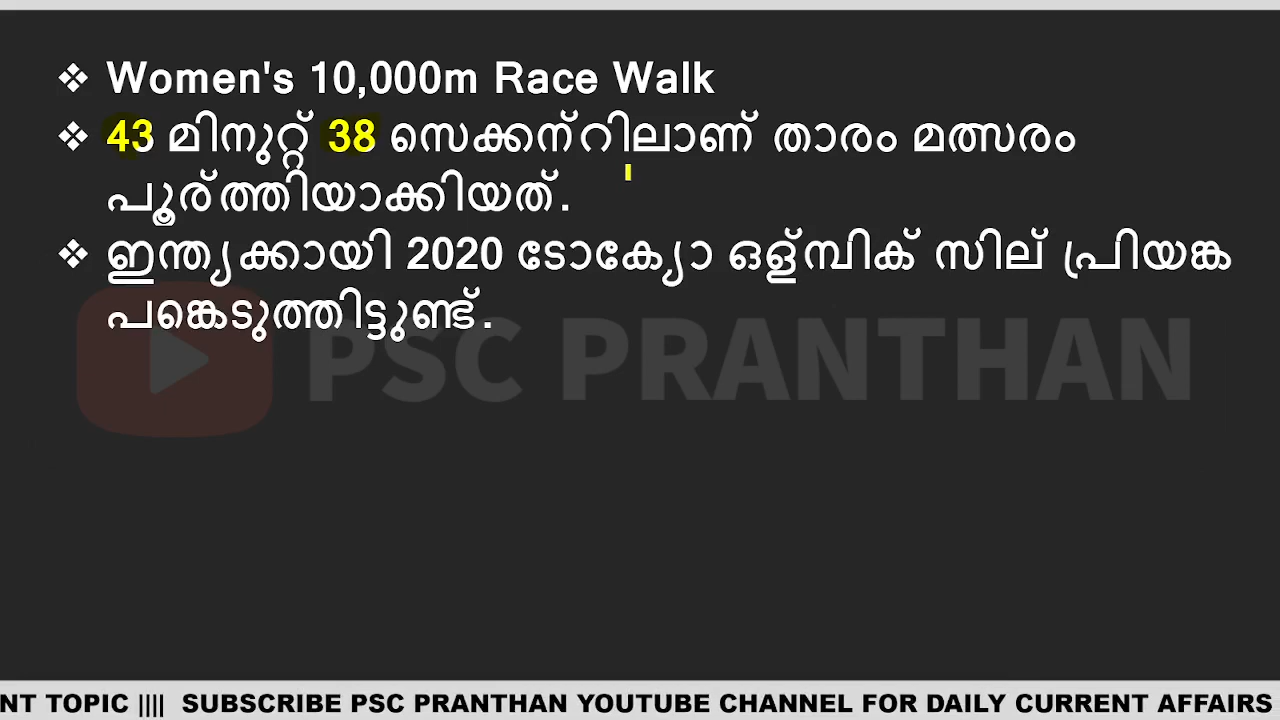 ❖ Women's 10,000m Race Walk
❖ 43 മിനുറ്റ് 38 സെക്കന്റിലാണ് താരം മത്സരം
പൂര്ത്തിയാക്കിയത്.
❖ ഇന്ത്യക്കായി 2020 ടോക്യോ ഒള്മ്പിക് സില് പ്രിയങ്ക
പങ്കെടുത്തിട്ടുണ്ട്.
PSC PRANTHAN
NT TOPIC |||| SUBSCRIBE PSC PRANTHAN YOUTUBE CHANNEL FOR DAILY CURRENT AFFAIRS